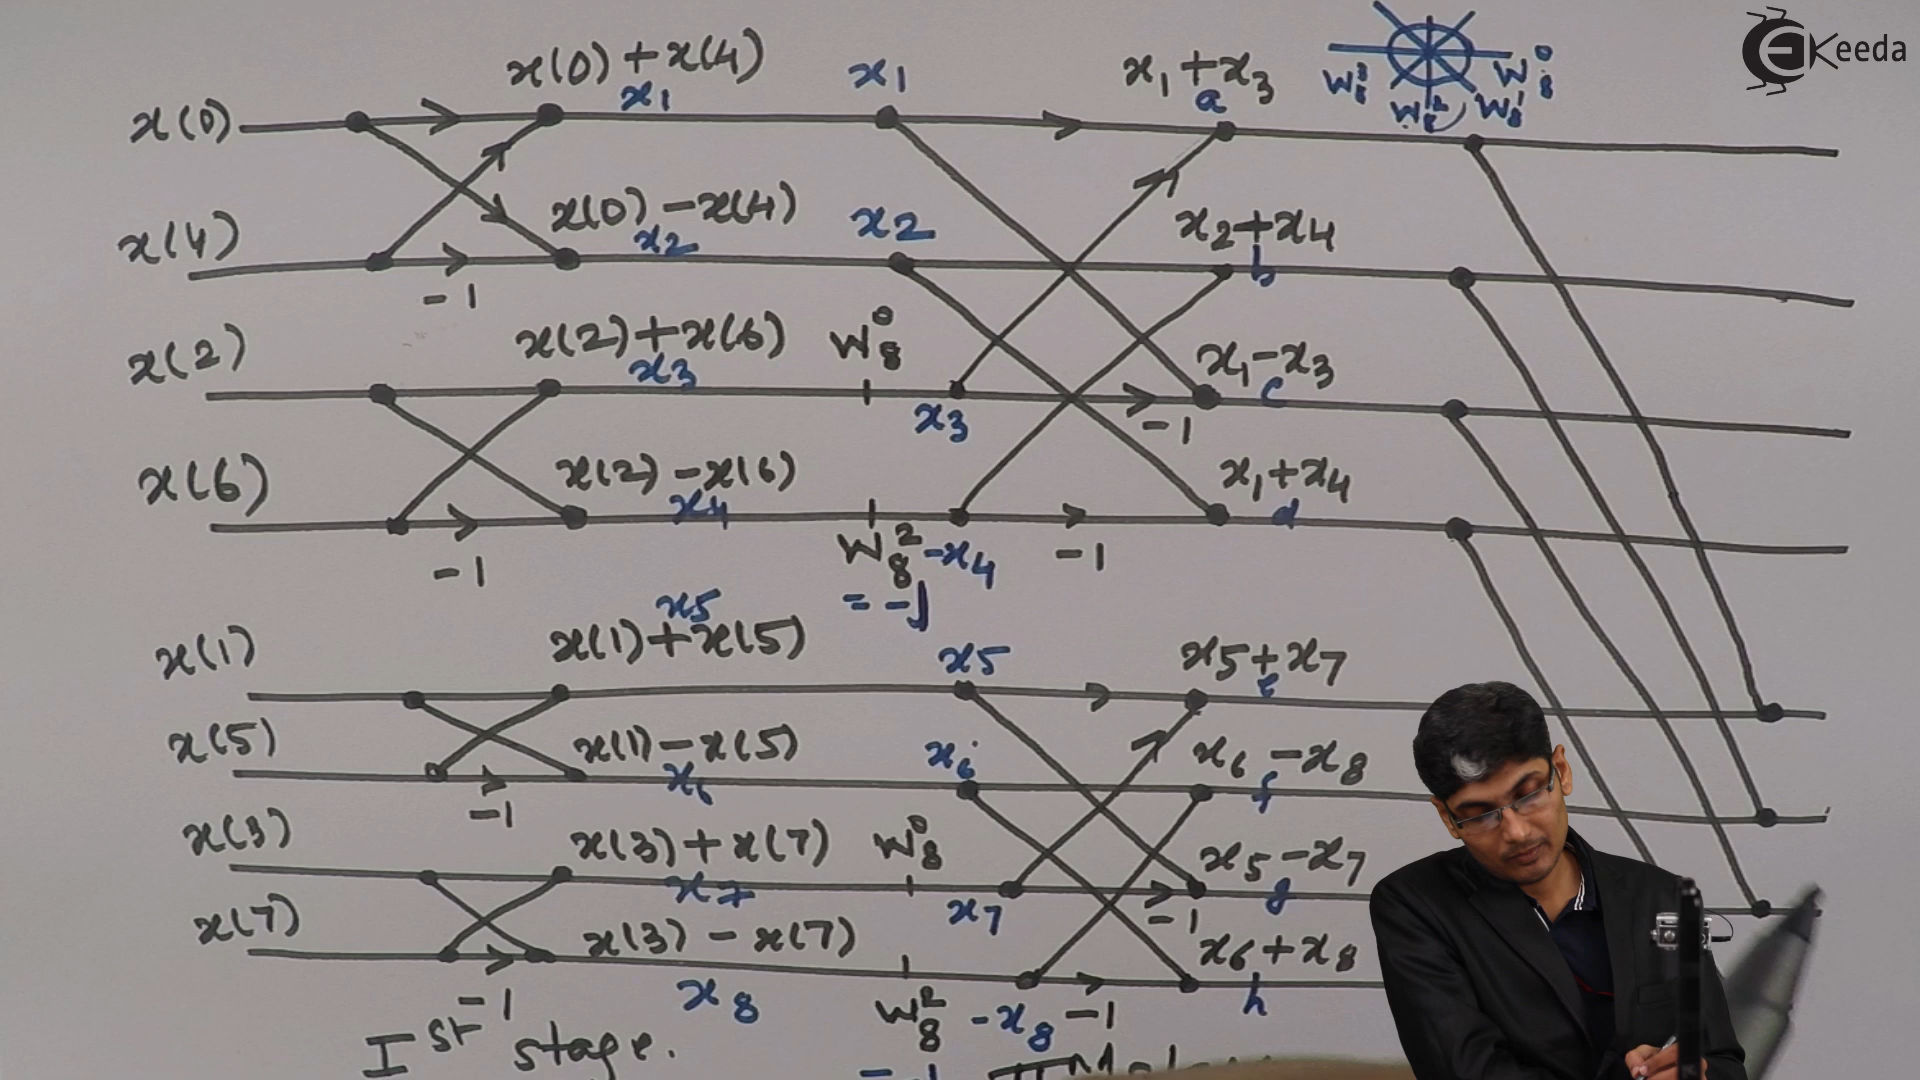 x(0)+x(4)
x1
x1
x1+x3
a
W8^3
W8^2
W8^1
W8^0
Keeda
x(0)
x(4)
-1
x(0)-x(4)
x2
x2
x2+x4
b
x(2)
x(2)+x(6)
x3
W8^0
x3
x1-x3
c
-1
x(6)
-1
x(2)-x(6)
x4
W8^2
= -j
-x4
-1
x1+x4
d
x(1)
x5
x(1)+x(5)
x5
x5+x7
e
x(5)
-1
x(1)-x(5)
x6
x6
x6-x8
f
x(3)
x(3)+x(7)
x7
W8^0
x7
x5-x7
g
-1
x(7)
-1
x(3)-x(7)
x8
W8^2
-x8
-1
x6+x8
h
Ist stage.